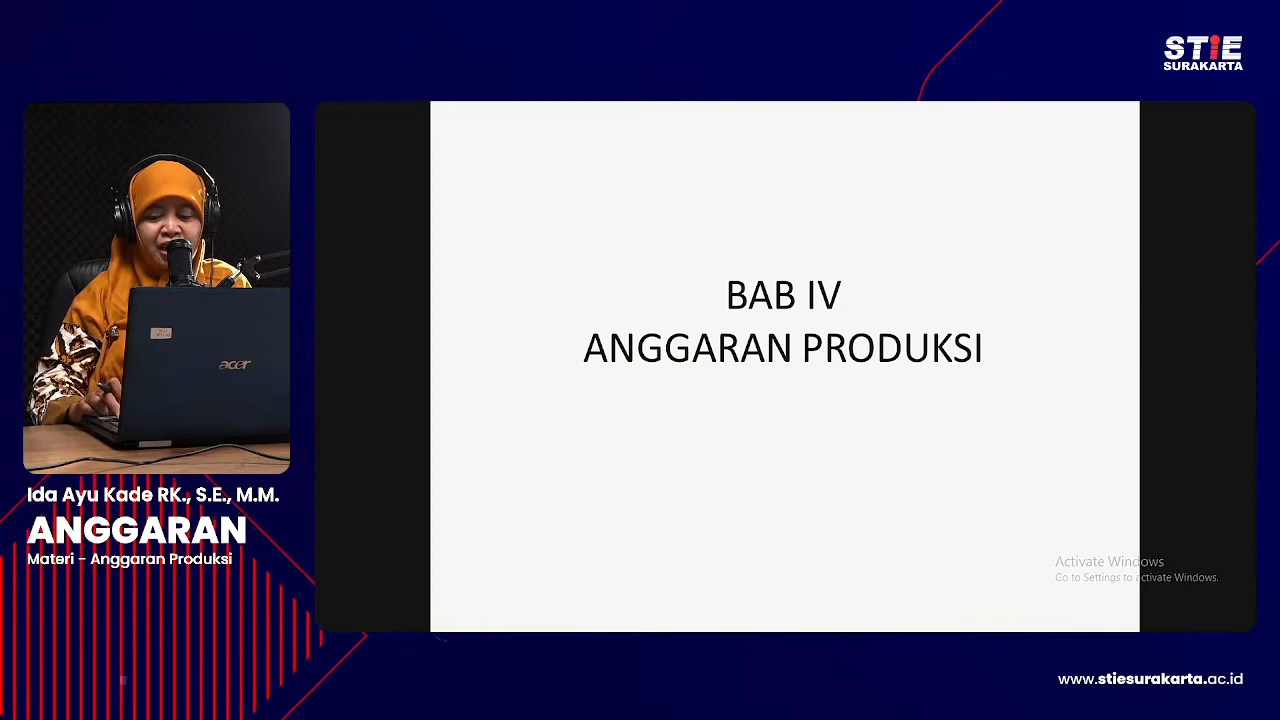 STIE
SURAKARTA
BAB IV
ANGGARAN PRODUKSI
acer
Ida Ayu Kade RK., S.E., M.M.
ANGGARAN
Materi - Anggaran Produksi
Activate Windows
Go to Settings to activate Windows.
www.stiesurakarta.ac.id